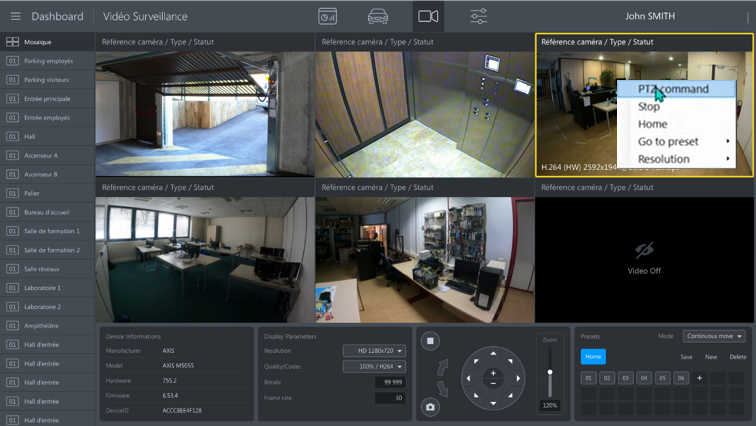 Dashboard
Vidéo Surveillance
John SMITH
Mosaïque
01 Parking employés
01 Parking visiteurs
01 Entrée principale
01 Entrée employés
01 Hall
01 Ascenseur A
01 Ascenseur B
01 Palier
01 Bureau d'accueil
01 Salle de formation 1
01 Salle de formation 2
01 Salle réseaux
01 Laboratoire 1
01 Laboratoire 2
01 Ampithéâtre
01 Hall d'entrée
01 Hall d'entrée
01 Hall d'entrée
01 Hall d'entrée
01 Hall d'entrée
Référence caméra / Type / Statut
Référence caméra / Type / Statut
Référence caméra / Type / Statut
PTZ command
Stop
Home
Go to preset
Resolution
H.264 (HW) 2592x194
Référence caméra / Type / Statut
Référence caméra / Type / Statut
Référence caméra / Type / Statut
Video Off
Device Informations
Manufacturer AXIS
Model AXIS M5055
Hardware 755.2
Firmware 6.53.4
DeviceID ACCC8EE4F128
Display Parameters
Resolution HD 1280x720
Quality/Codec 100% / H264
Bitrate 99 999
Frame rate 30
Zoom
120%
Presets
Mode Continuous move
Home
Save New Delete
01 02 03 04 05 06 +